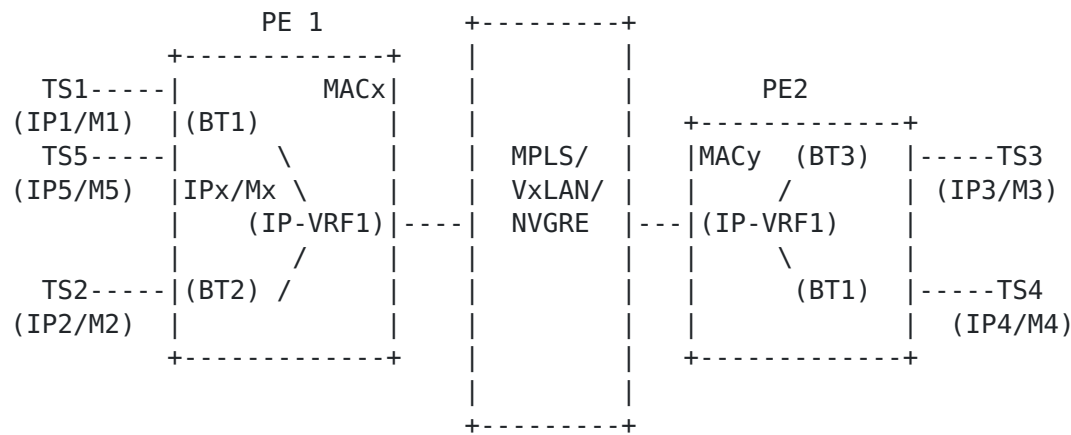 PE 1 +---------+
+-------------+ | |
TS1-----| MACx| | | PE2
(IP1/M1) |(BT1) | | | +-------------+
TS5-----| \ | | MPLS/ | |MACy (BT3) |-----TS3
(IP5/M5) |IPx/Mx \ | | VxLAN/ | | / | (IP3/M3)
| (IP-VRF1)|----| NVGRE |---|(IP-VRF1) |
| / | | | | \ |
TS2-----|(BT2) / | | | | (BT1) |-----TS4
(IP2/M2) | | | | | | (IP4/M4)
+-------------+ | | +-------------+
| |
+---------+